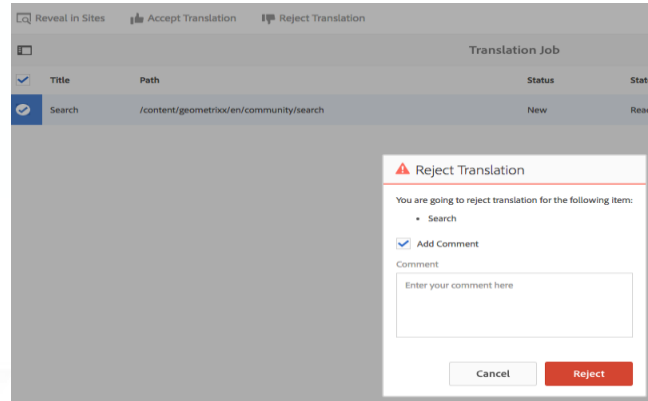 Reveal in Sites Accept Translation Reject Translation
Translation Job
Title Path Status
Search /content/geometrixx/en/community/search New
Reject Translation
You are going to reject translation for the following item:
• Search
Add Comment
Comment
Enter your comment here
Cancel Reject